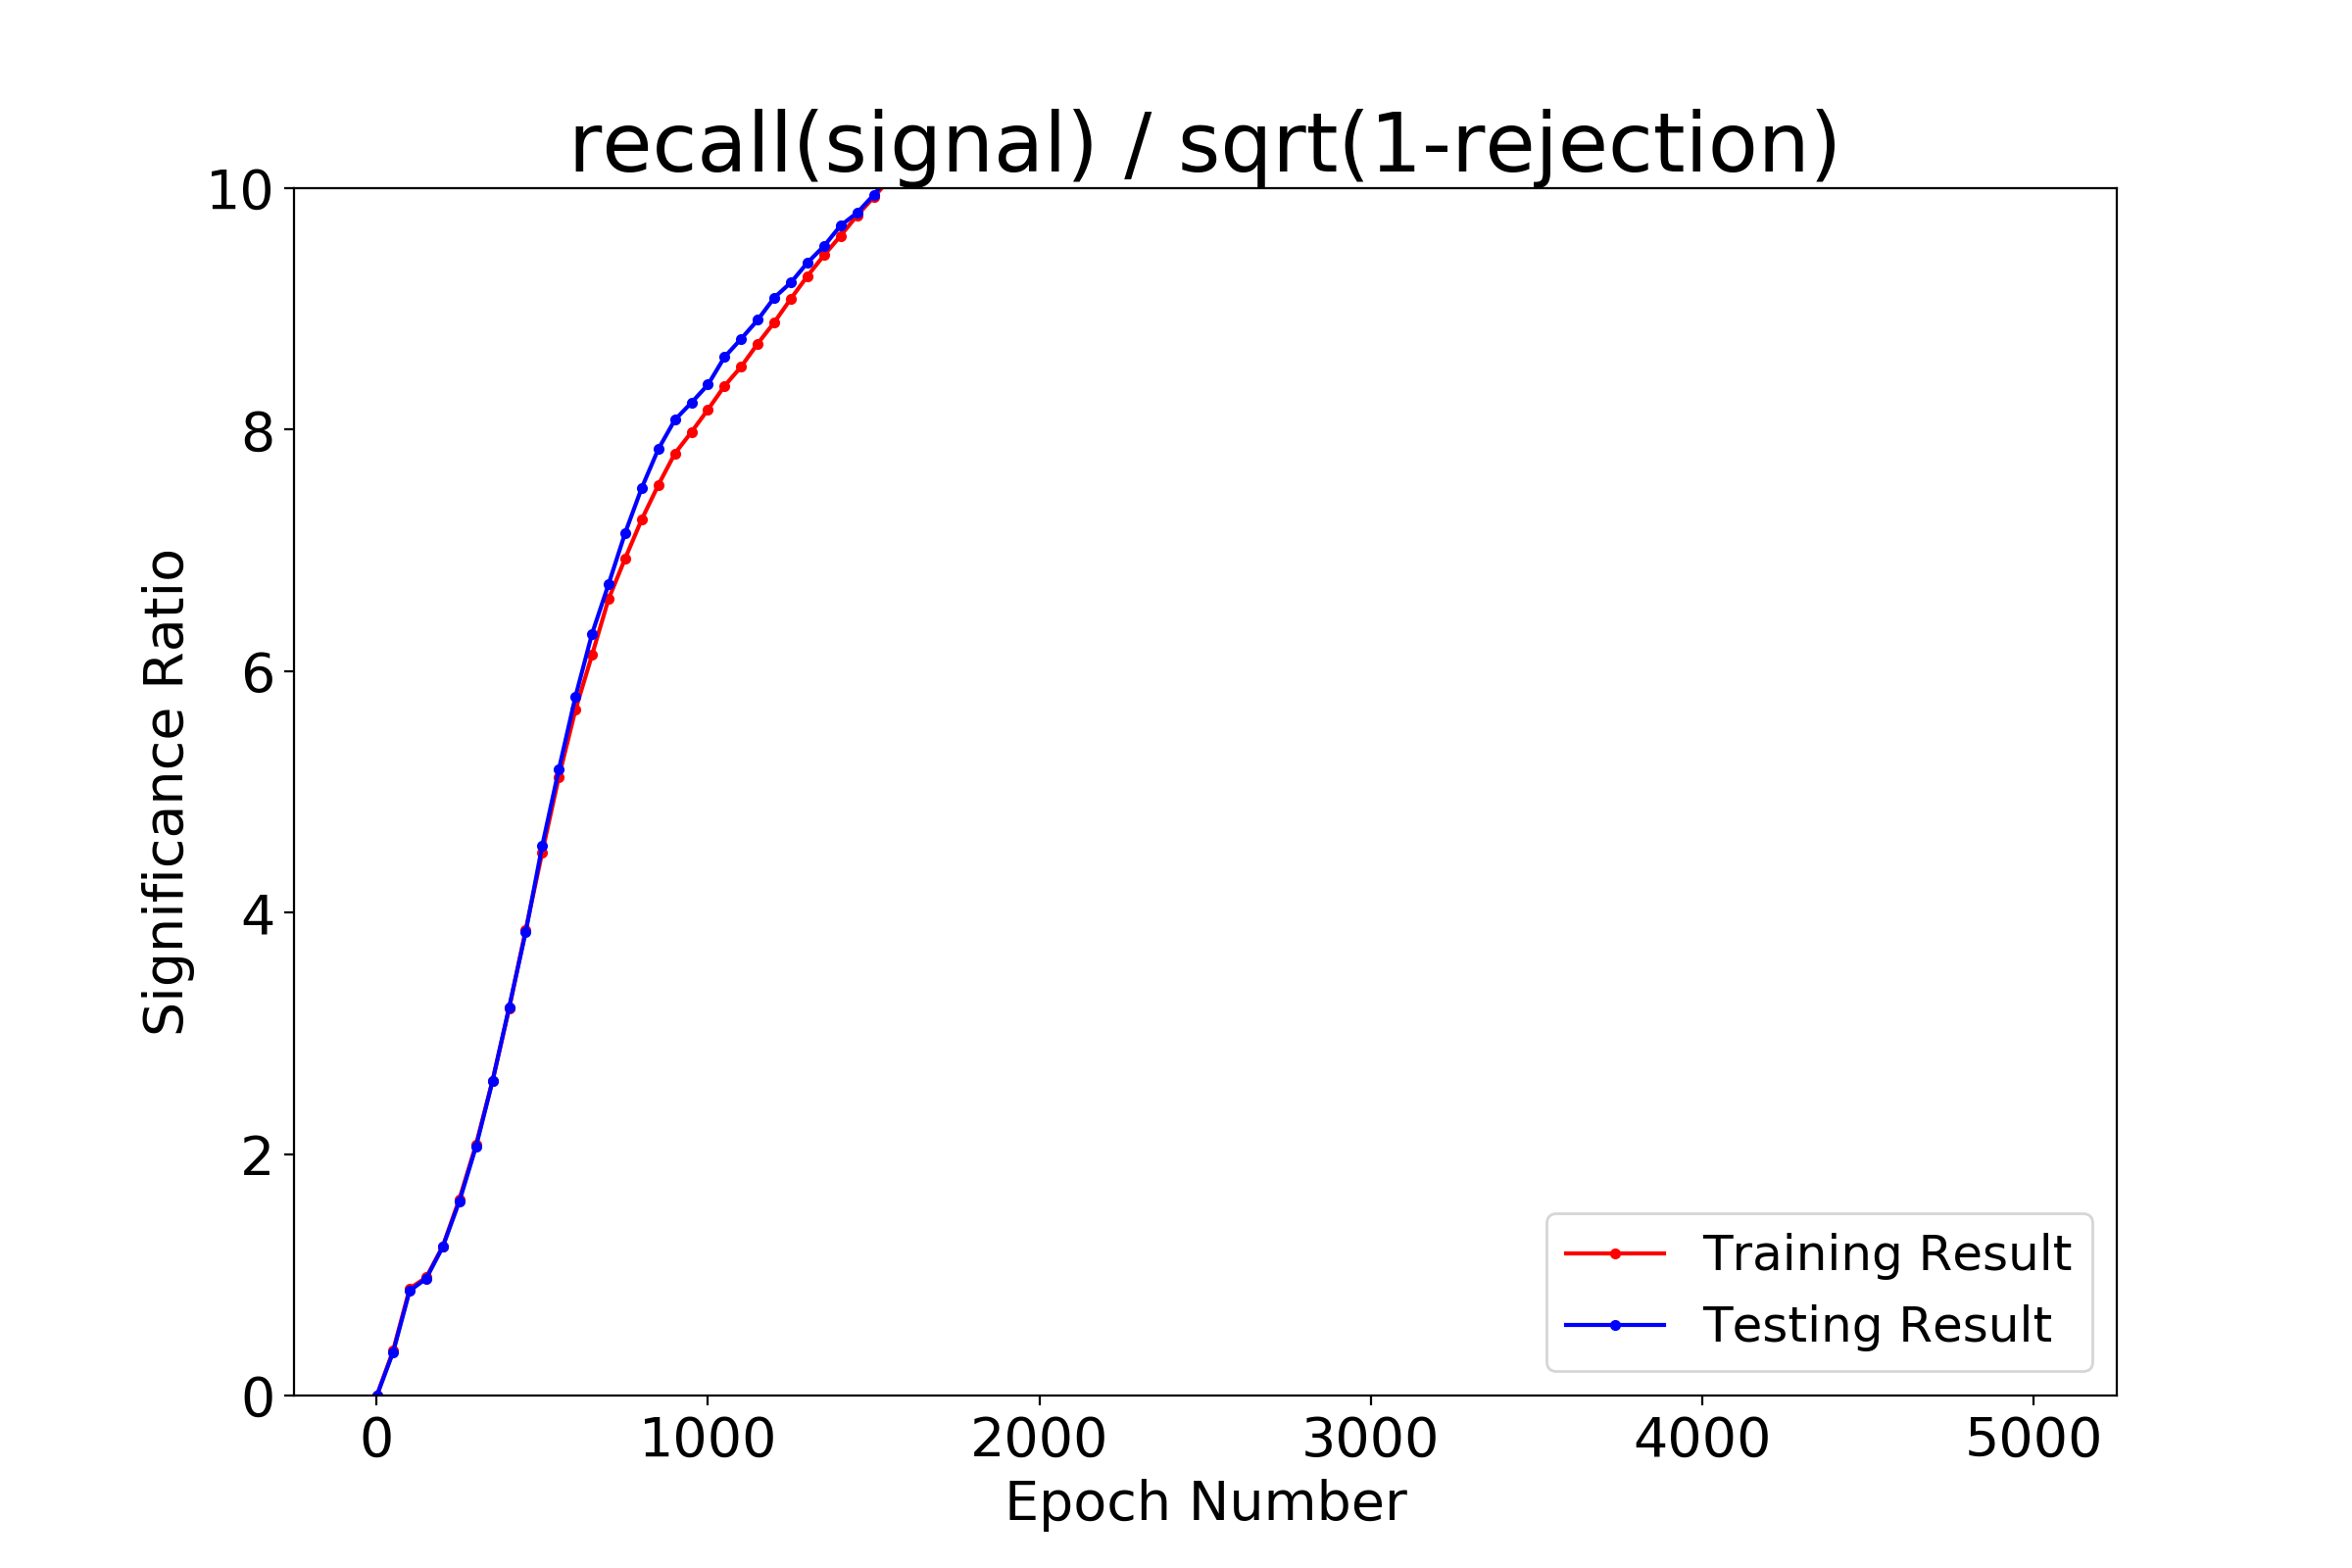 recall(signal) / sqrt(1-rejection)
10
8
6
4
2
0
Significance Ratio
Training Result
Testing Result
0 1000 2000 3000 4000 5000
Epoch Number